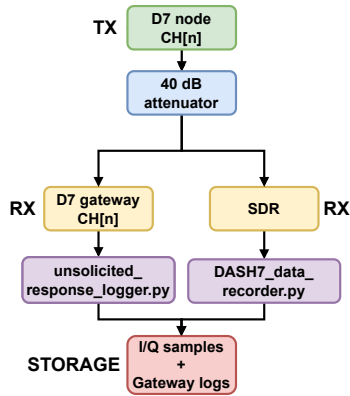 TX
D7 node
CH[n]
40 dB
attenuator
RX
D7 gateway
CH[n]
SDR
RX
unsolicited_
response_logger.py
DASH7_data_
recorder.py
STORAGE
I/Q samples
+
Gateway logs